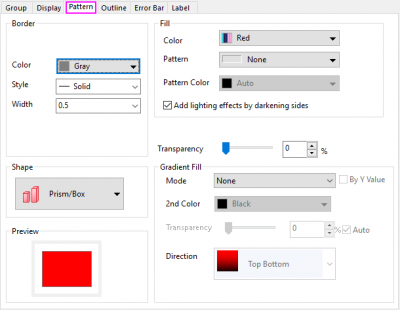 Group Display Pattern Outline Error Bar Label
Border
Color Gray
Style Solid
Width 0.5
Fill
Color Red
Pattern None
Pattern Color Auto
Add lighting effects by darkening sides
Transparency 0 %
Shape
Prism/Box
Preview
Gradient Fill
Mode None By Y Value
2nd Color Black
Transparency 0 % Auto
Direction Top Bottom